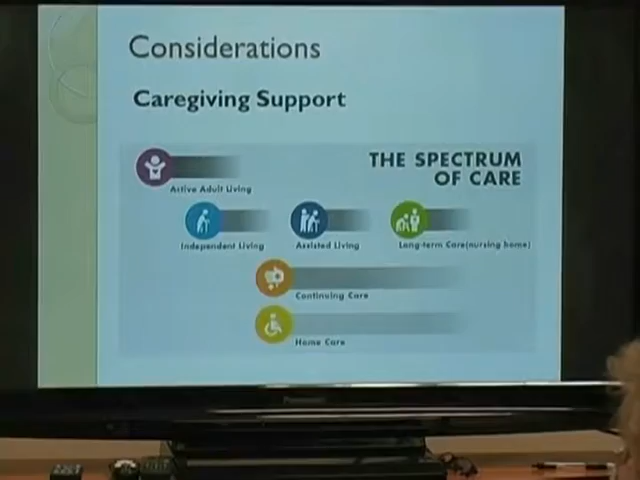 Considerations
Caregiving Support
THE SPECTRUM
OF CARE
Active Adult Living
Independent Living
Assisted Living
Long-term Care(nursing home)
Continuing Care
Home Care
Panasonic